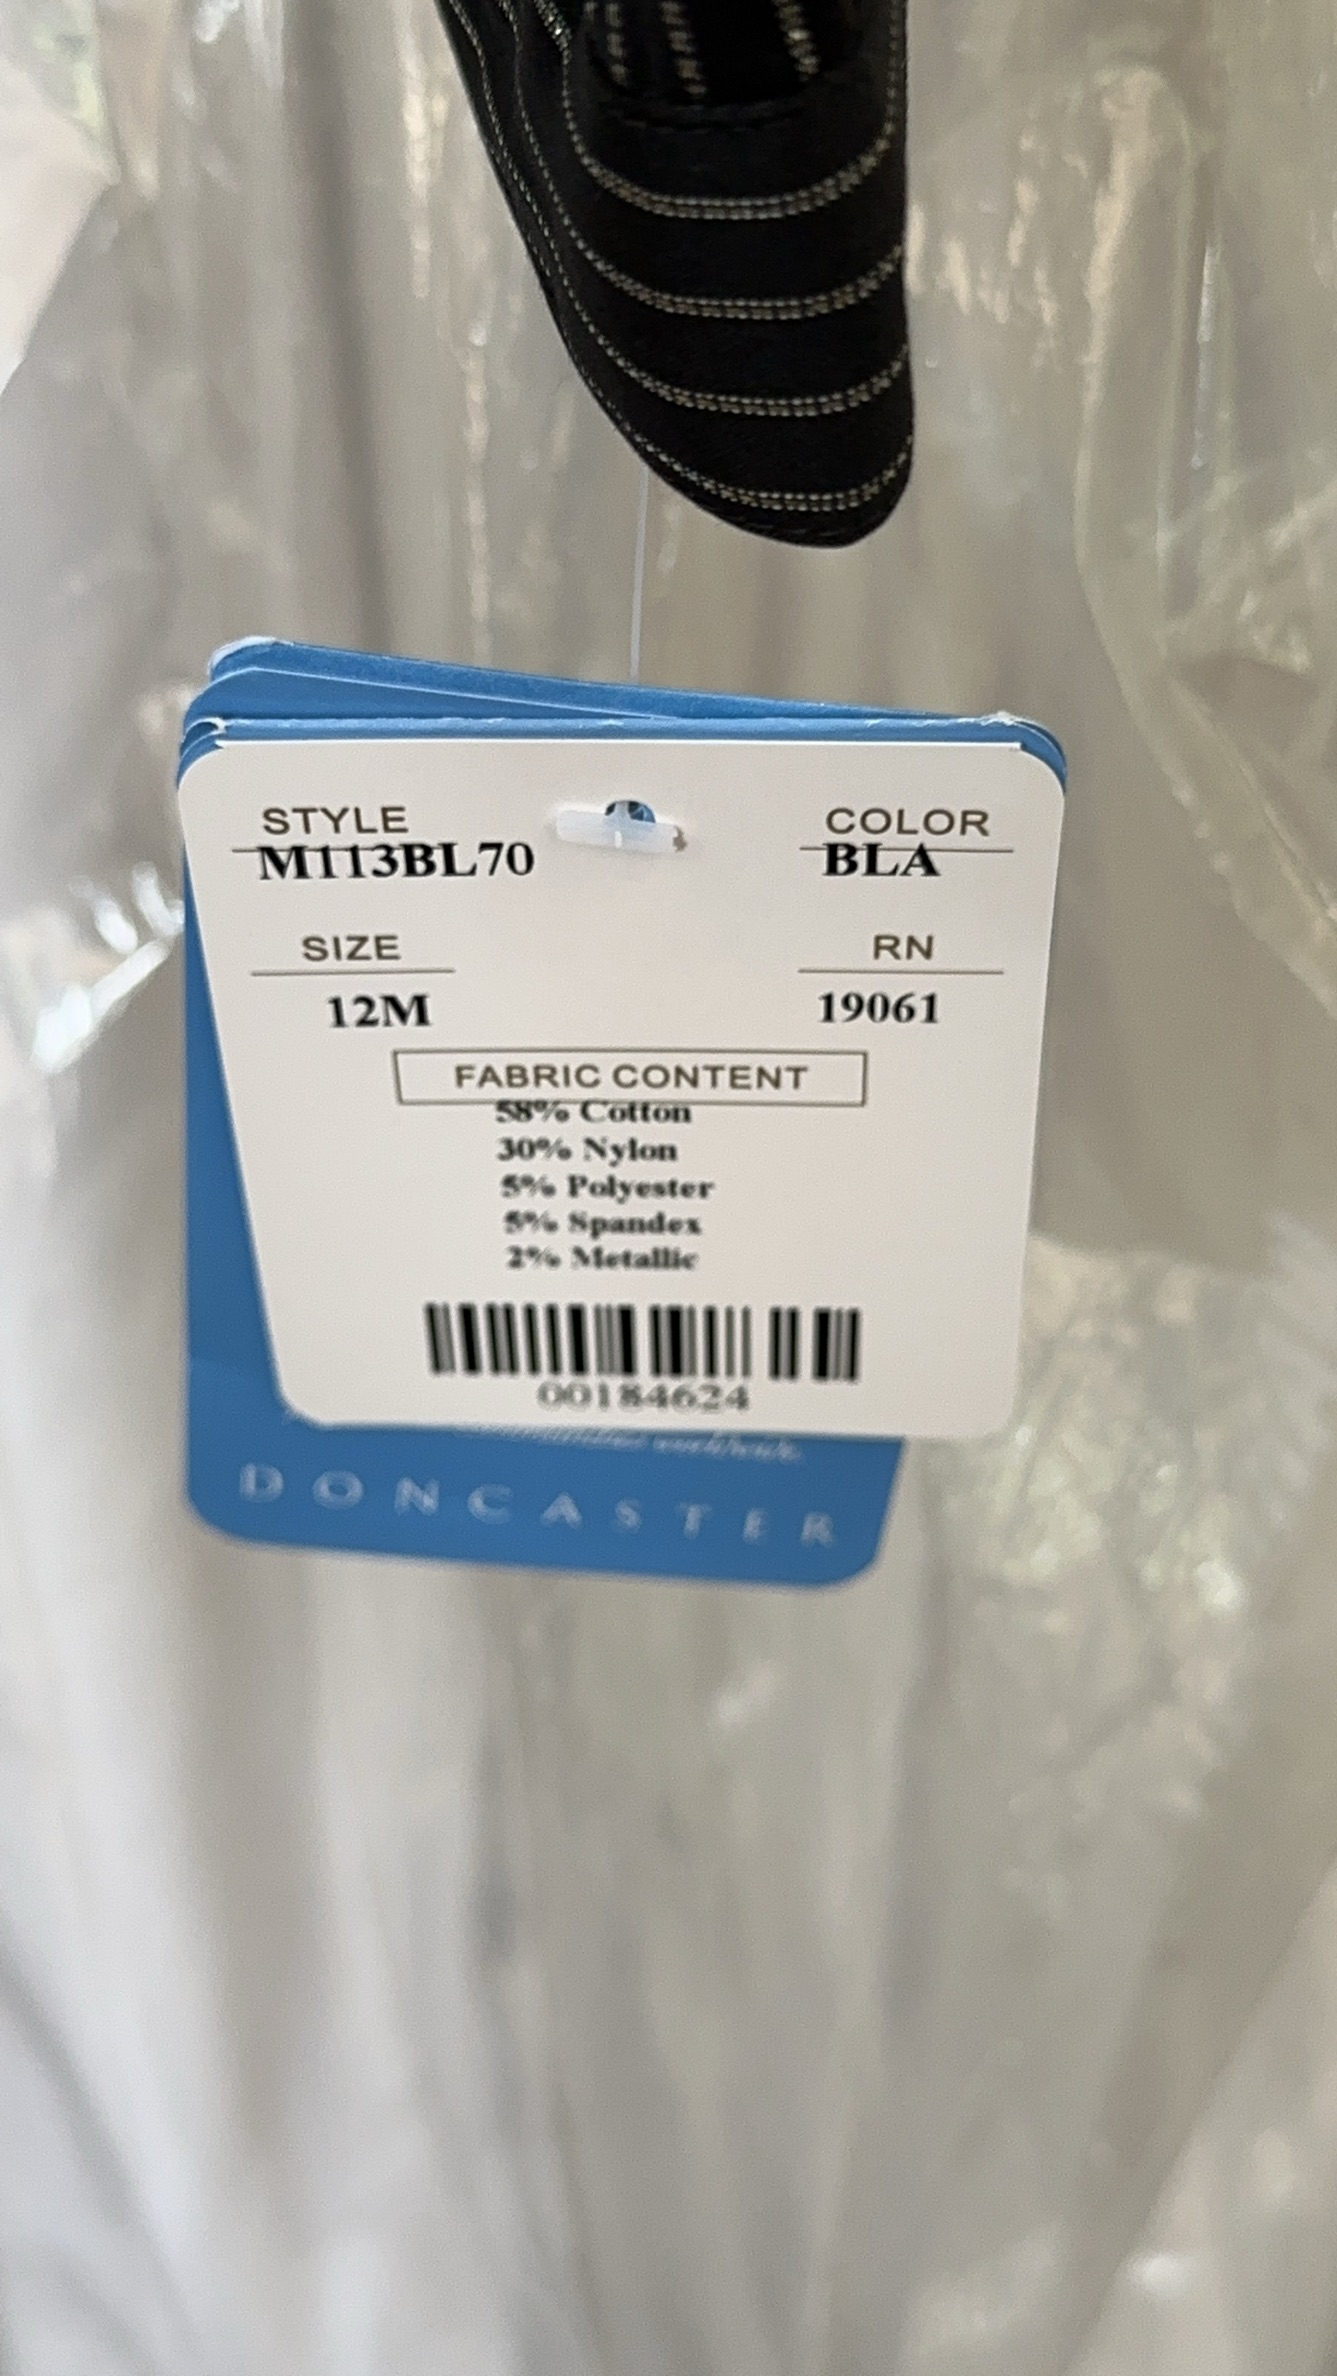 STYLE COLOR
M113BL70 BLA
SIZE RN
12M 19061
FABRIC CONTENT
58% Cotton
30% Nylon
5% Polyester
5% Spandex
2% Metallic
00184624
DONCASTER